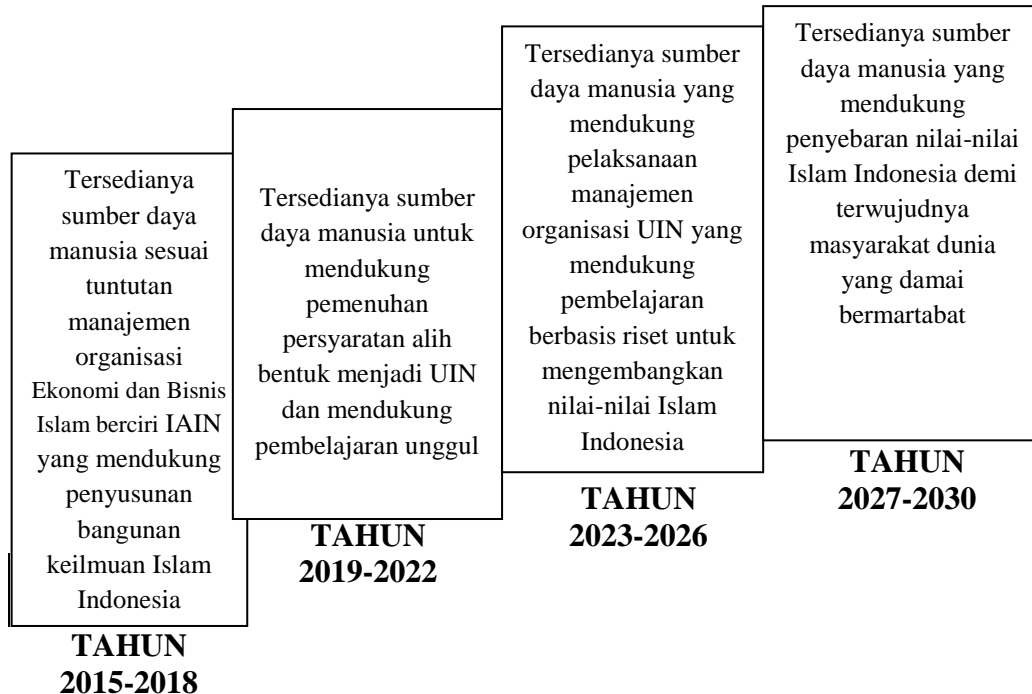 Tersedianya
sumber daya
manusia sesuai
tuntutan
manajemen
organisasi
Ekonomi dan Bisnis
Islam berciri IAIN
yang mendukung
penyusunan
bangunan
keilmuan Islam
Indonesia
TAHUN
2015-2018
Tersedianya sumber
daya manusia untuk
mendukung
pemenuhan
persyaratan alih
bentuk menjadi UIN
dan mendukung
pembelajaran unggul
TAHUN
2019-2022
Tersedianya sumber
daya manusia yang
mendukung
pelaksanaan
manajemen
organisasi UIN yang
mendukung
pembelajaran
berbasis riset untuk
mengembangkan
nilai-nilai Islam
Indonesia
TAHUN
2023-2026
Tersedianya sumber
daya manusia yang
mendukung
penyebaran nilai-nilai
Islam Indonesia demi
terwujudnya
masyarakat dunia
yang damai
bermartabat
TAHUN
2027-2030